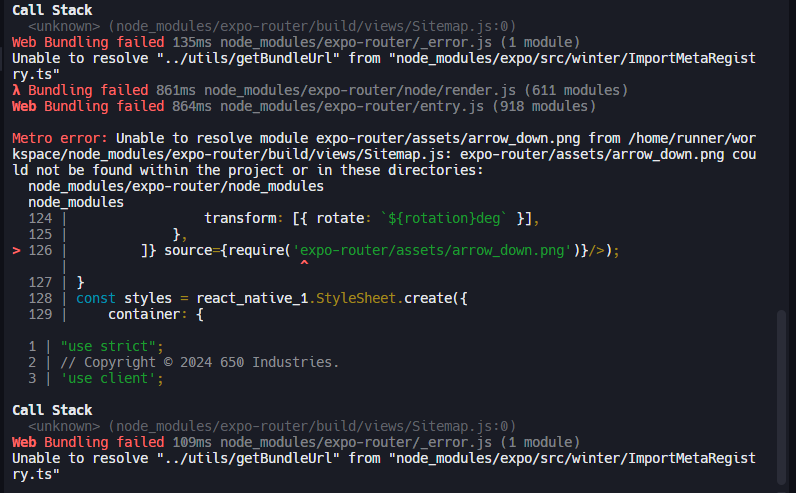 Call Stack
  <unknown> (node_modules/expo-router/build/views/Sitemap.js:0)
Web Bundling failed 135ms node_modules/expo-router/_error.js (1 module)
Unable to resolve "../utils/getBundleUrl" from "node_modules/expo/src/winter/ImportMetaRegist
ry.ts"
λ Bundling failed 861ms node_modules/expo-router/node/render.js (611 modules)
Web Bundling failed 864ms node_modules/expo-router/entry.js (918 modules)

Metro error: Unable to resolve module expo-router/assets/arrow_down.png from /home/runner/wor
kspace/node_modules/expo-router/build/views/Sitemap.js: expo-router/assets/arrow_down.png cou
ld not be found within the project or in these directories:
  node_modules/expo-router/node_modules
  node_modules
  124 |                 transform: [{ rotate: `${rotation}deg` }],
  125 |             },
> 126 |         ]} source={require('expo-router/assets/arrow_down.png')}/>);
      |                             ^
  127 | }
  128 | const styles = react_native_1.StyleSheet.create({
  129 |     container: {

  1 | "use strict";
  2 | // Copyright © 2024 650 Industries.
  3 | 'use client';

Call Stack
  <unknown> (node_modules/expo-router/build/views/Sitemap.js:0)
Web Bundling failed 109ms node_modules/expo-router/_error.js (1 module)
Unable to resolve "../utils/getBundleUrl" from "node_modules/expo/src/winter/ImportMetaRegist
ry.ts"